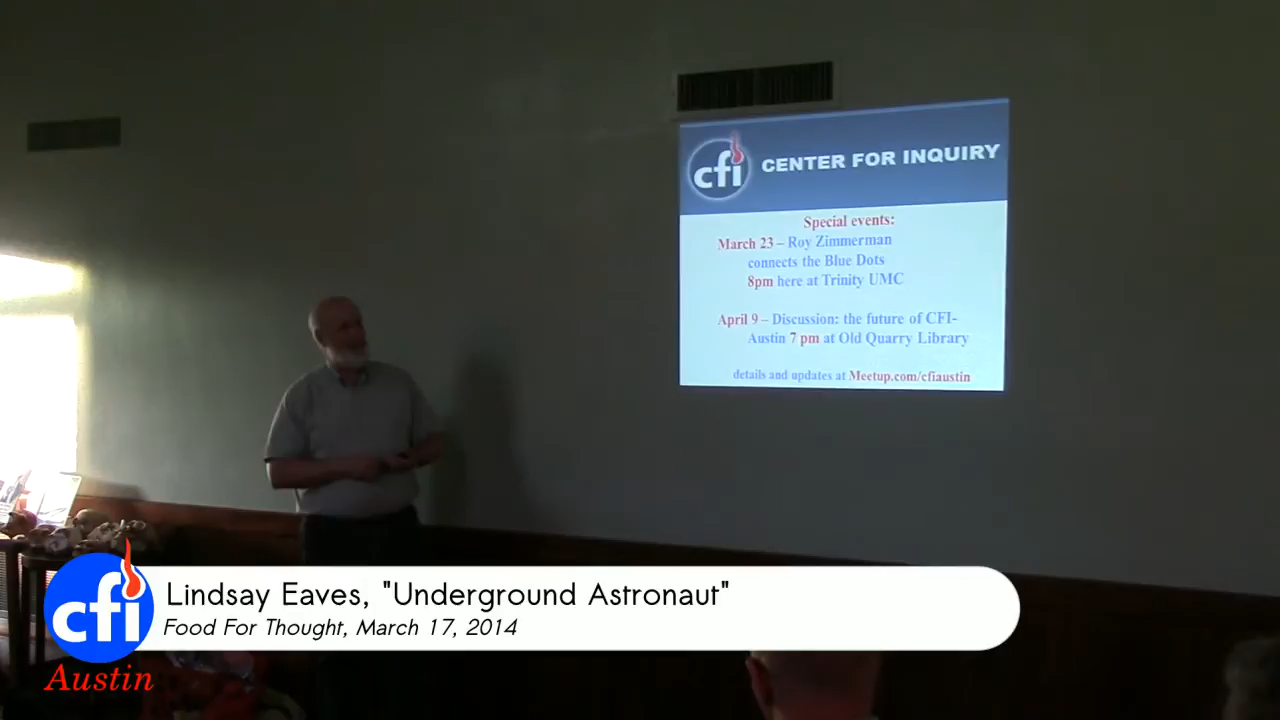 cfi CENTER FOR INQUIRY
Special events:
March 23 – Roy Zimmerman
connects the Blue Dots
8pm here at Trinity UMC
April 9 – Discussion: the future of CFI-
Austin 7 pm at Old Quarry Library
details and updates at Meetup.com/cfiaustin
cfi
Austin
Lindsay Eaves, "Underground Astronaut"
Food For Thought, March 17, 2014